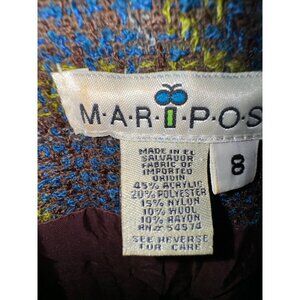 M·A·R·I·P·O·S
8
MADE IN EL
SALVADOR
FABRIC OF
IMPORTED
ORIGIN
45% ACRYLIC
20% POLYESTER
15% NYLON
10% WOOL
10% RAYON
RN# 54574
SEE REVERSE
FOR CARE